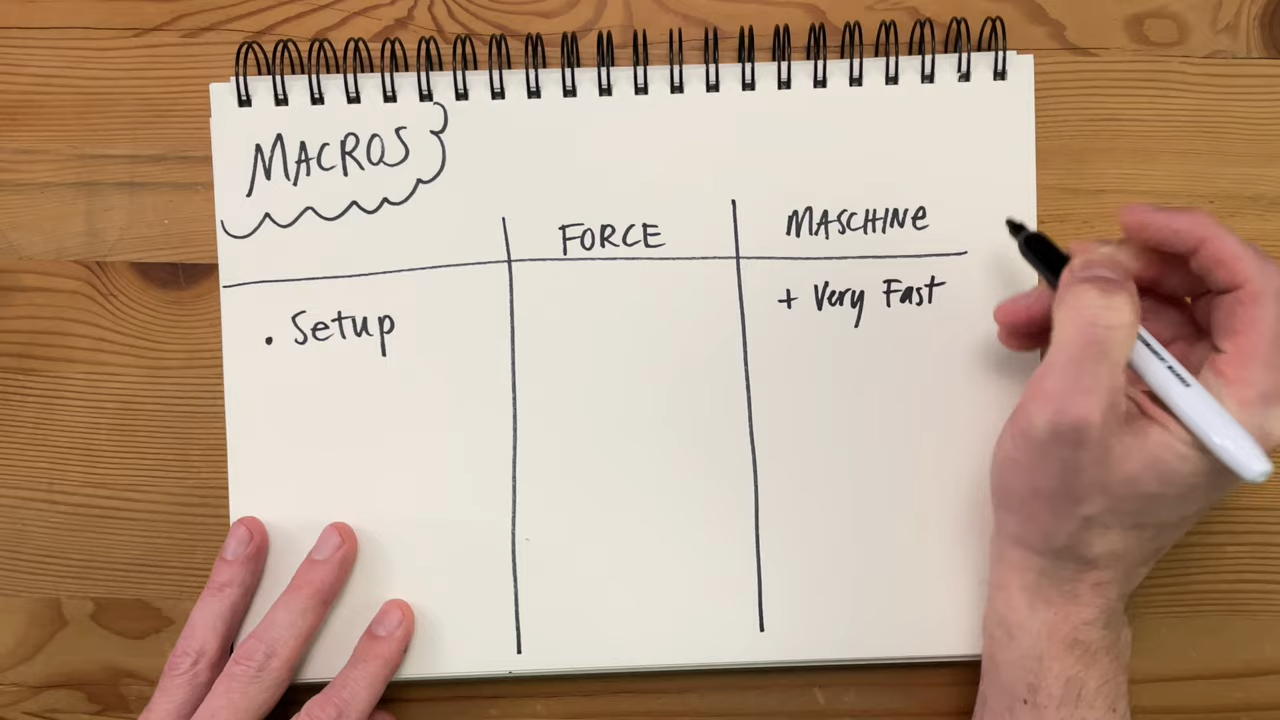 MACROS
FORCE
MASCHINE
• Setup
+ Very Fast